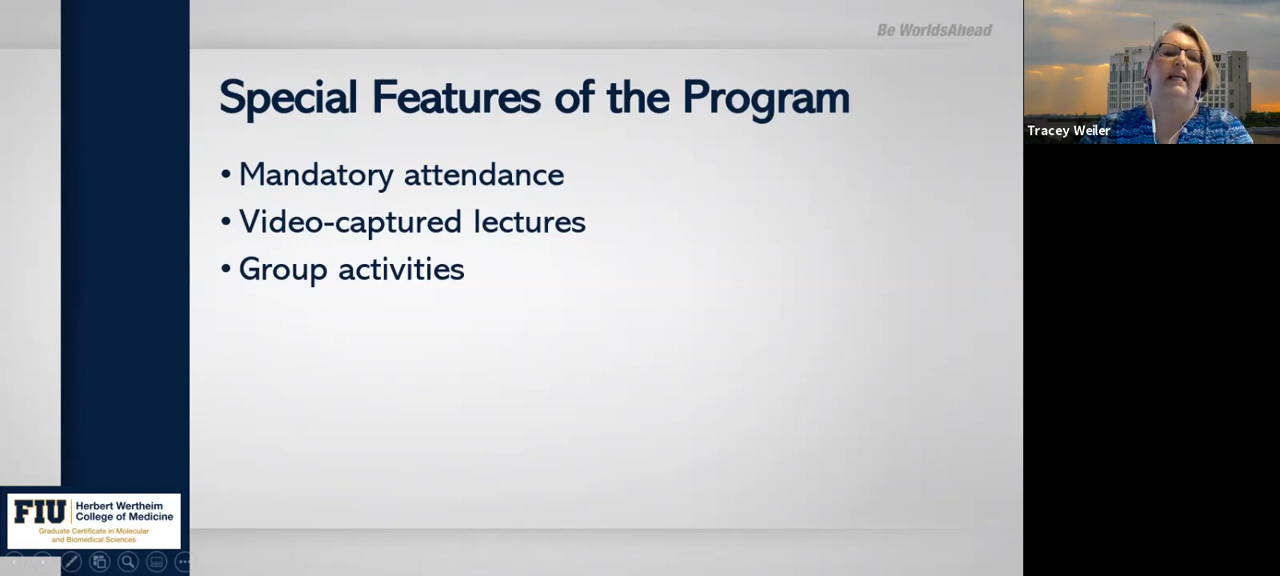 Be WorldsAhead
Special Features of the Program
• Mandatory attendance
• Video-captured lectures
• Group activities
Tracey Weiler
FIU
Herbert Wertheim
College of Medicine
Graduate Certificate in Molecular
and Biomedical Sciences